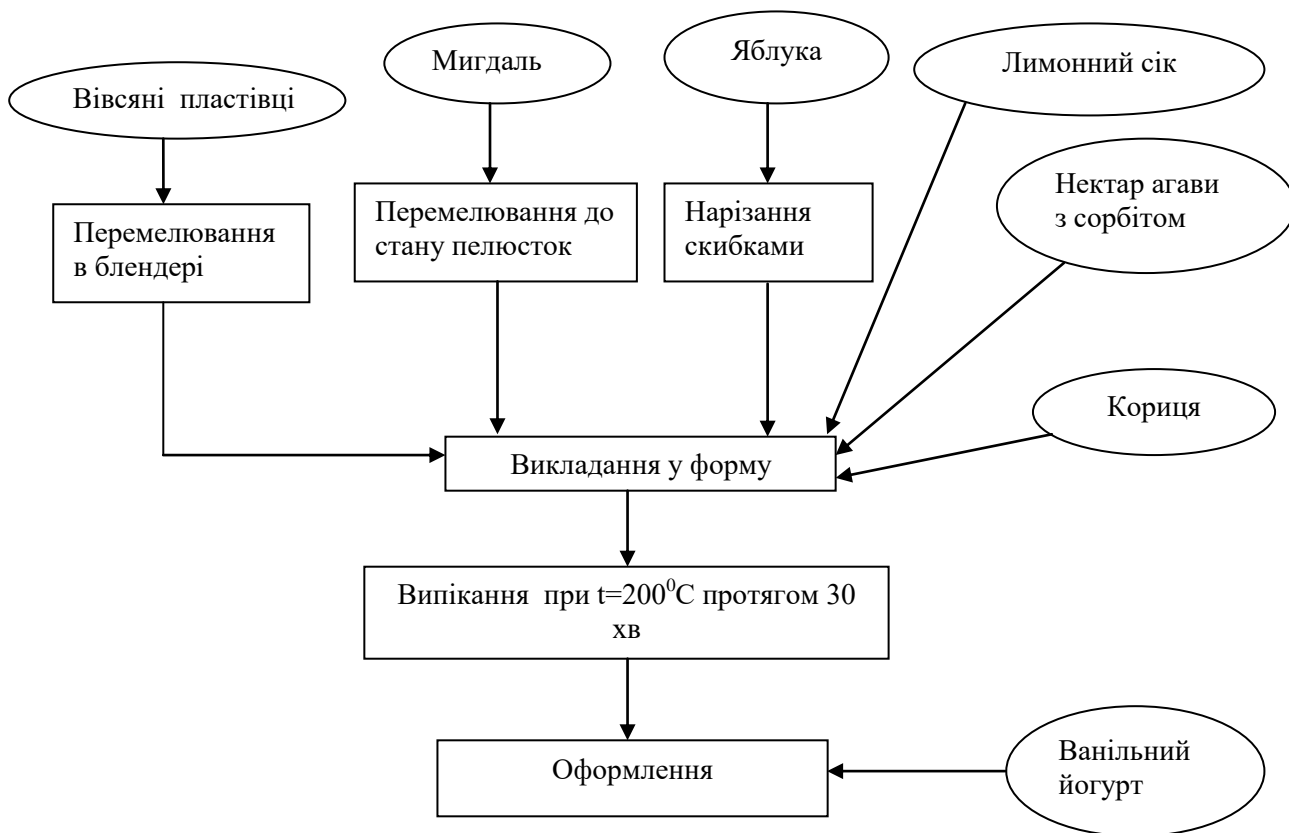 Вівсяні пластівці
Мигдаль
Яблука
Лимонний сік
Нектар агави
з сорбітом
Перемелювання
в блендері
Перемелювання до
стану пелюсток
Нарізання
скибками
Кориця
Викладання у форму
Випікання при t=200⁰С протягом 30
хв
Оформлення
Ванільний
йогурт